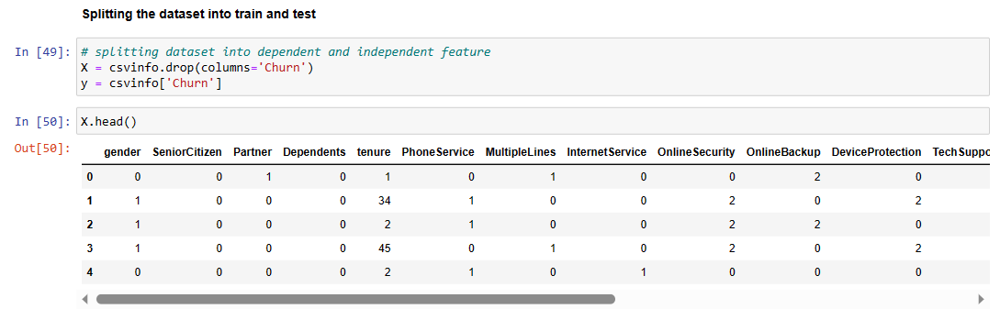 Splitting the dataset into train and test
In [49]: # splitting dataset into dependent and independent feature
X = csvinfo.drop(columns='Churn')
y = csvinfo['Churn']
In [50]: X.head()
Out[50]:
gender SeniorCitizen Partner Dependents tenure PhoneService MultipleLines InternetService OnlineSecurity OnlineBackup DeviceProtection TechSuppo
0 0 0 1 0 1 0 1 0 0 2 0
1 1 0 0 0 34 1 0 0 2 0 2
2 1 0 0 0 2 1 0 0 2 2 0
3 1 0 0 0 45 0 1 0 2 0 2
4 0 0 0 0 2 1 0 1 0 0 0